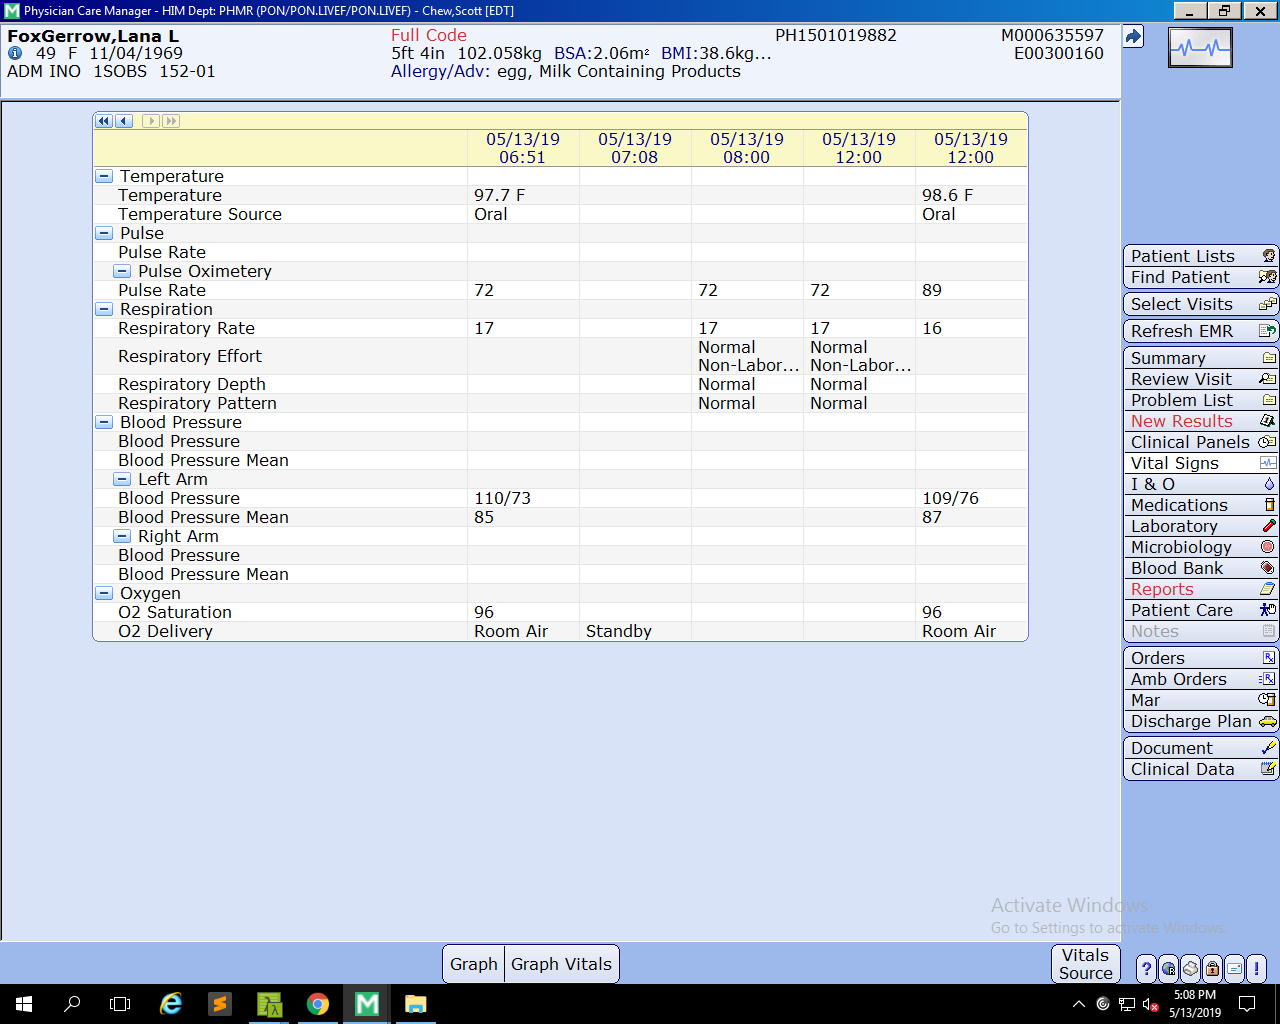 Physician Care Manager - HIM Dept: PHMR (PON/PON.LIVEF/PON.LIVEF) - Chew,Scott [EDT]
FoxGerrow,Lana L
49 F 11/04/1969
ADM INO 1SOBS 152-01
Full Code
5ft 4in 102.058kg BSA:2.06m² BMI:38.6kg...
Allergy/Adv: egg, Milk Containing Products
PH1501019882
M000635597
E00300160
05/13/19 05/13/19 05/13/19 05/13/19 05/13/19
06:51 07:08 08:00 12:00 12:00
Temperature
Temperature 97.7 F 98.6 F
Temperature Source Oral Oral
Pulse
Pulse Rate
Pulse Oximetery
Pulse Rate 72 72 72 89
Respiration
Respiratory Rate 17 17 17 16
Respiratory Effort Normal Normal
Non-Labor... Non-Labor...
Respiratory Depth Normal Normal
Respiratory Pattern Normal Normal
Blood Pressure
Blood Pressure
Blood Pressure Mean
Left Arm
Blood Pressure 110/73 109/76
Blood Pressure Mean 85 87
Right Arm
Blood Pressure
Blood Pressure Mean
Oxygen
O2 Saturation 96 96
O2 Delivery Room Air Standby Room Air
Patient Lists
Find Patient
Select Visits
Refresh EMR
Summary
Review Visit
Problem List
New Results
Clinical Panels
Vital Signs
I & O
Medications
Laboratory
Microbiology
Blood Bank
Reports
Patient Care
Notes
Orders
Amb Orders
Mar
Discharge Plan
Document
Clinical Data
Activate Windows
Go to Settings to activate Windows.
Graph Graph Vitals
Vitals
Source
5:08 PM
5/13/2019